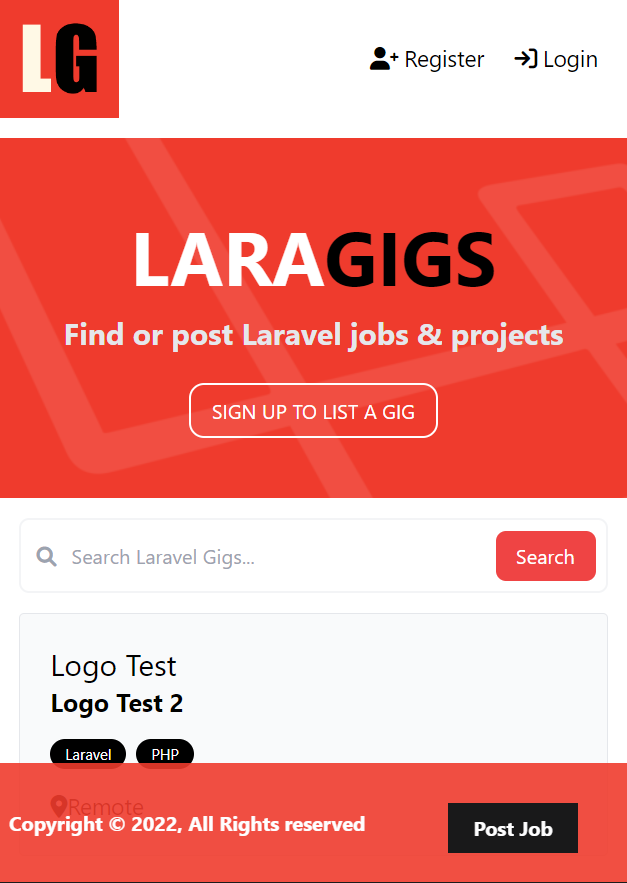 LG
Register Login
LARAGIGS
Find or post Laravel jobs & projects
SIGN UP TO LIST A GIG
Search Laravel Gigs... Search
Logo Test
Logo Test 2
Laravel PHP
Remote
Copyright © 2022, All Rights reserved Post Job